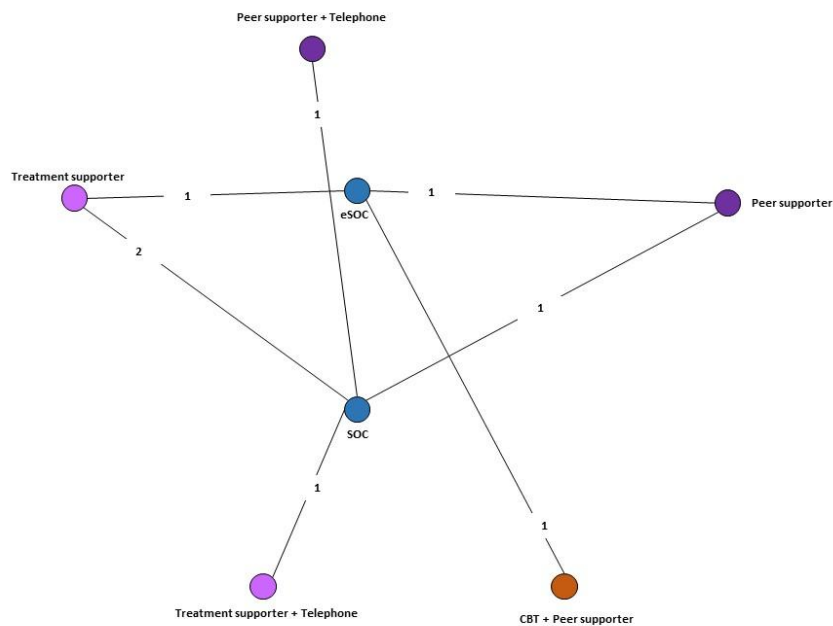 Peer supporter + Telephone
1
Treatment supporter
1
1
eSOC
Peer supporter
2
1
SOC
1
1
Treatment supporter + Telephone
CBT + Peer supporter